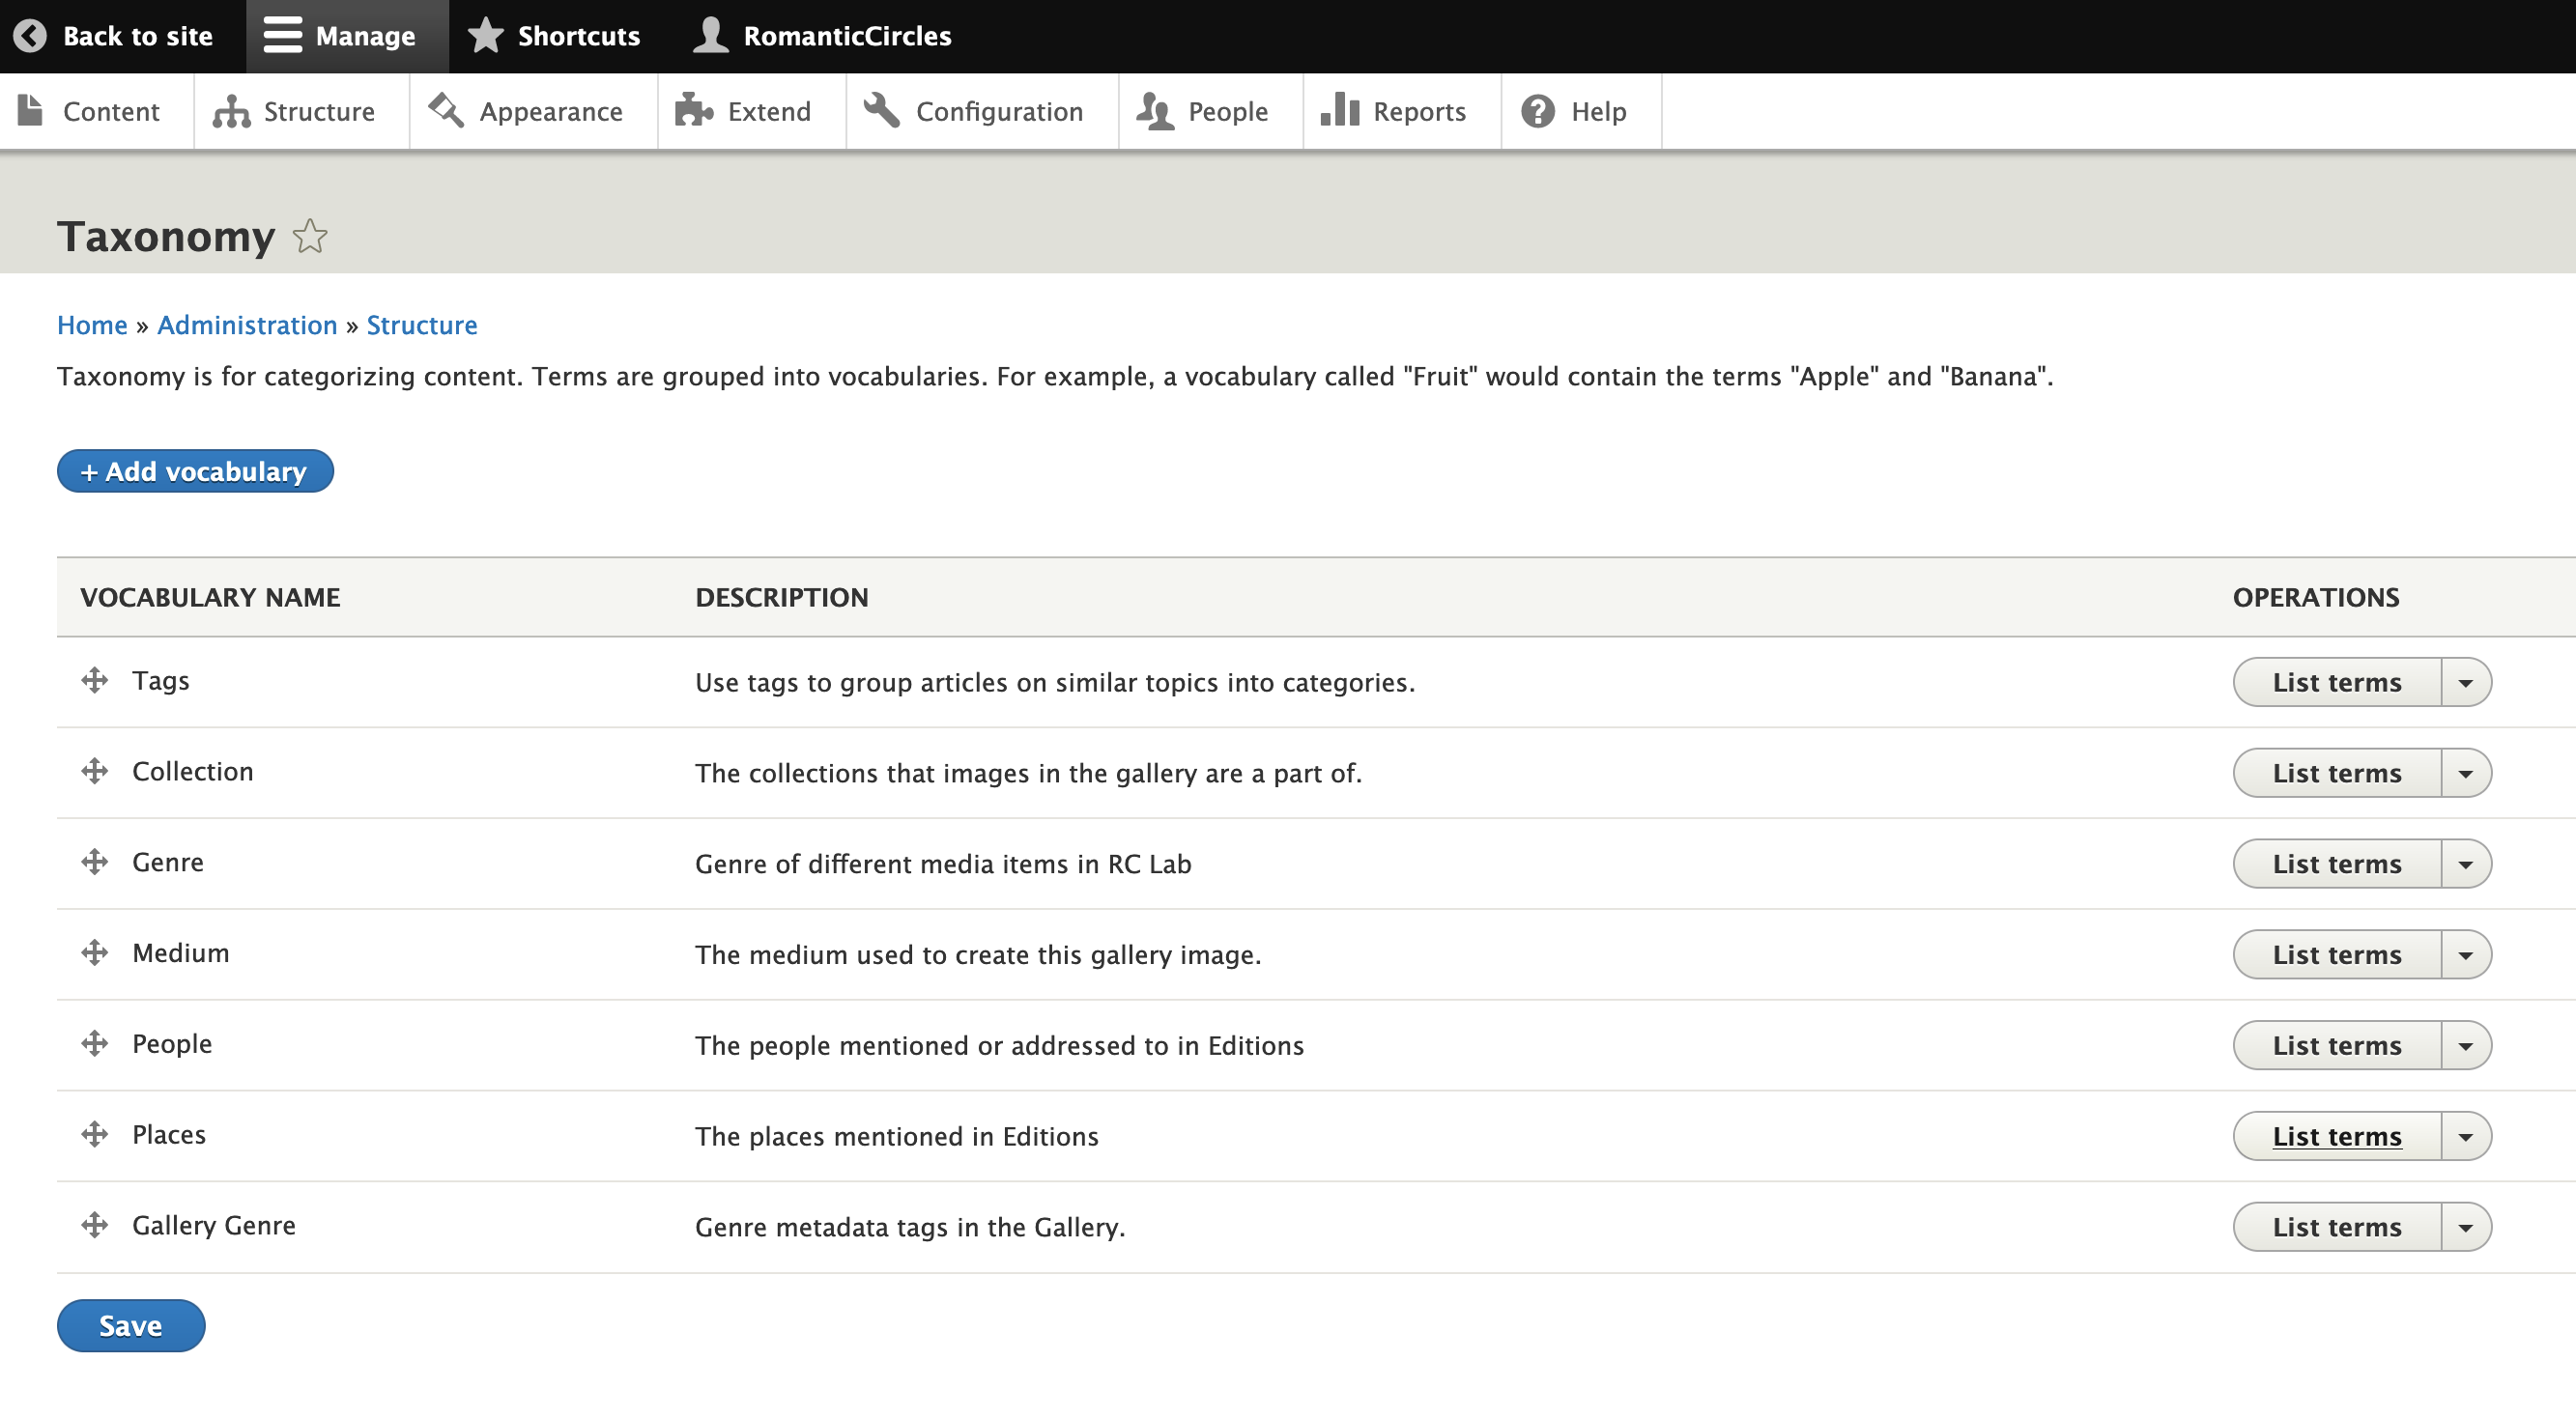 Back to site Manage Shortcuts RomanticCircles
Content Structure Appearance Extend Configuration People Reports Help
Taxonomy
Home » Administration » Structure
Taxonomy is for categorizing content. Terms are grouped into vocabularies. For example, a vocabulary called "Fruit" would contain the terms "Apple" and "Banana".
+ Add vocabulary
VOCABULARY NAME DESCRIPTION OPERATIONS
Tags Use tags to group articles on similar topics into categories. List terms
Collection The collections that images in the gallery are a part of. List terms
Genre Genre of different media items in RC Lab List terms
Medium The medium used to create this gallery image. List terms
People The people mentioned or addressed to in Editions List terms
Places The places mentioned in Editions List terms
Gallery Genre Genre metadata tags in the Gallery. List terms
Save